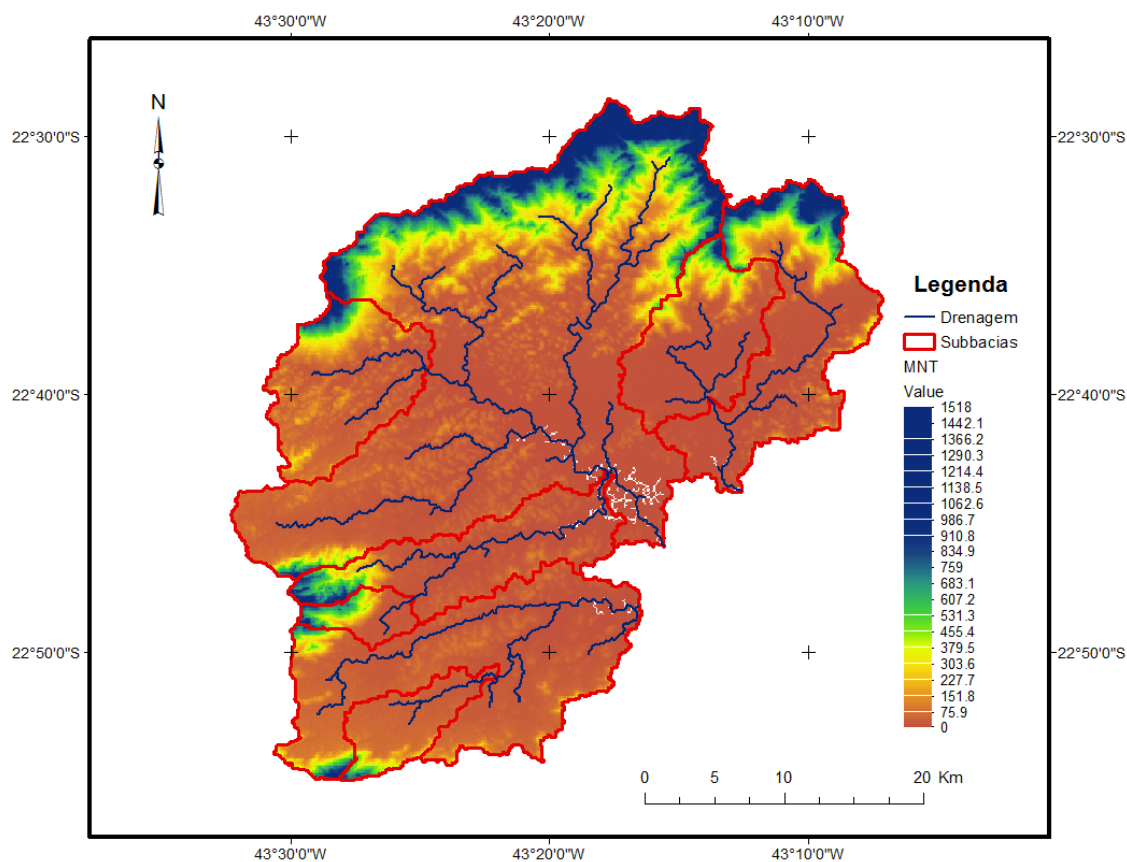 43°30'0"W 43°20'0"W 43°10'0"W
N
22°30'0"S 22°30'0"S
Legenda
Drenagem
Subbacias
MNT
Value
22°40'0"S 22°40'0"S
1518
1442.1
1366.2
1290.3
1214.4
1138.5
1062.6
986.7
910.8
834.9
759
683.1
607.2
531.3
455.4
379.5
303.6
227.7
151.8
75.9
0
22°50'0"S 22°50'0"S
0 5 10 20 Km
43°30'0"W 43°20'0"W 43°10'0"W